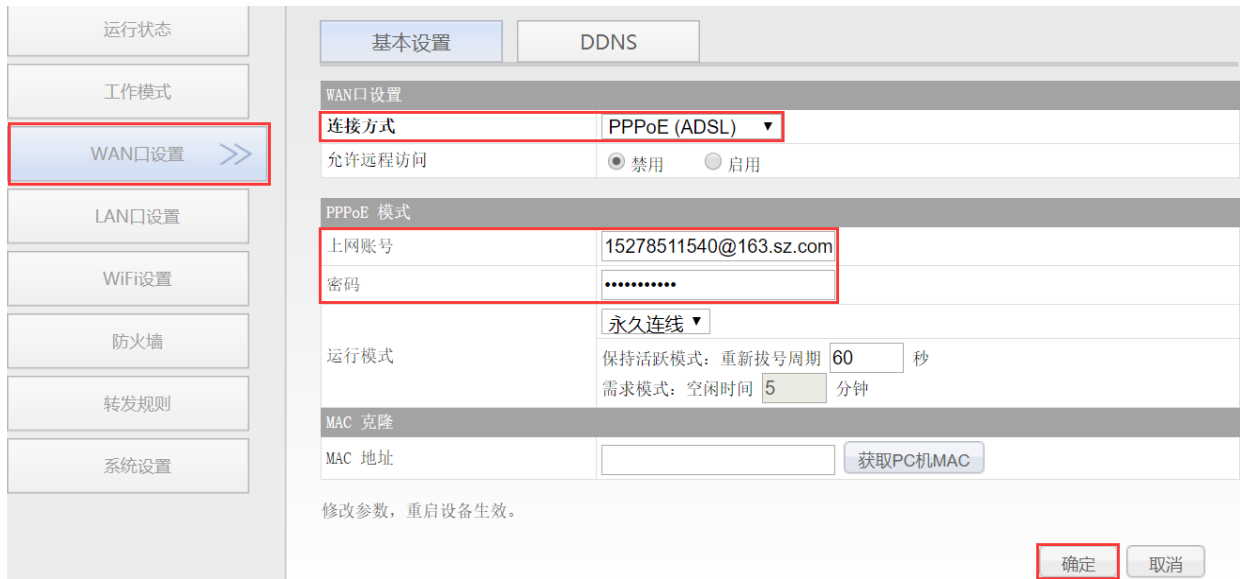 运行状态
工作模式
WAN口设置
LAN口设置
WiFi设置
防火墙
转发规则
系统设置
基本设置 DDNS
WAN口设置
连接方式 PPPoE (ADSL)
允许远程访问 禁用 启用
PPPoE 模式
上网账号 15278511540@163.sz.com
密码 •••••••••••
永久连线
运行模式
保持活跃模式：重新拔号周期 60 秒
需求模式：空闲时间 5 分钟
MAC 克隆
MAC 地址 获取PC机MAC
修改参数，重启设备生效。
确定 取消